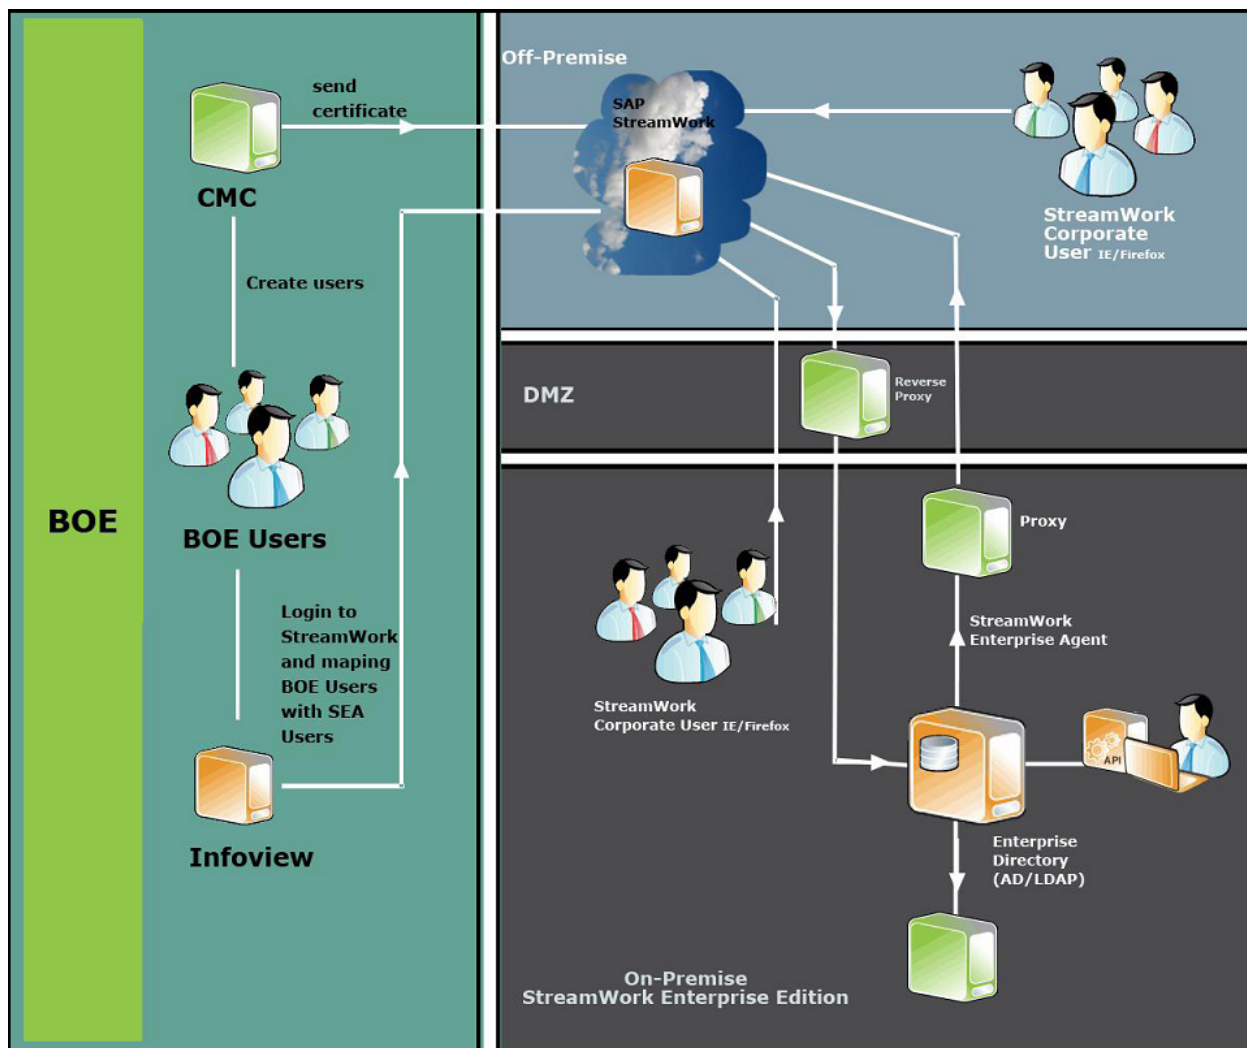 BOE
send
certificate
CMC
Create users
BOE Users
Login to
StreamWork
and maping
BOE Users
with SEA
Users
Infoview
Off-Premise
SAP
StreamWork
StreamWork
Corporate
User IE/Firefox
DMZ
Reverse
Proxy
Proxy
StreamWork
Enterprise Agent
StreamWork
Corporate User IE/Firefox
API
Enterprise
Directory
(AD/LDAP)
On-Premise
StreamWork Enterprise Edition